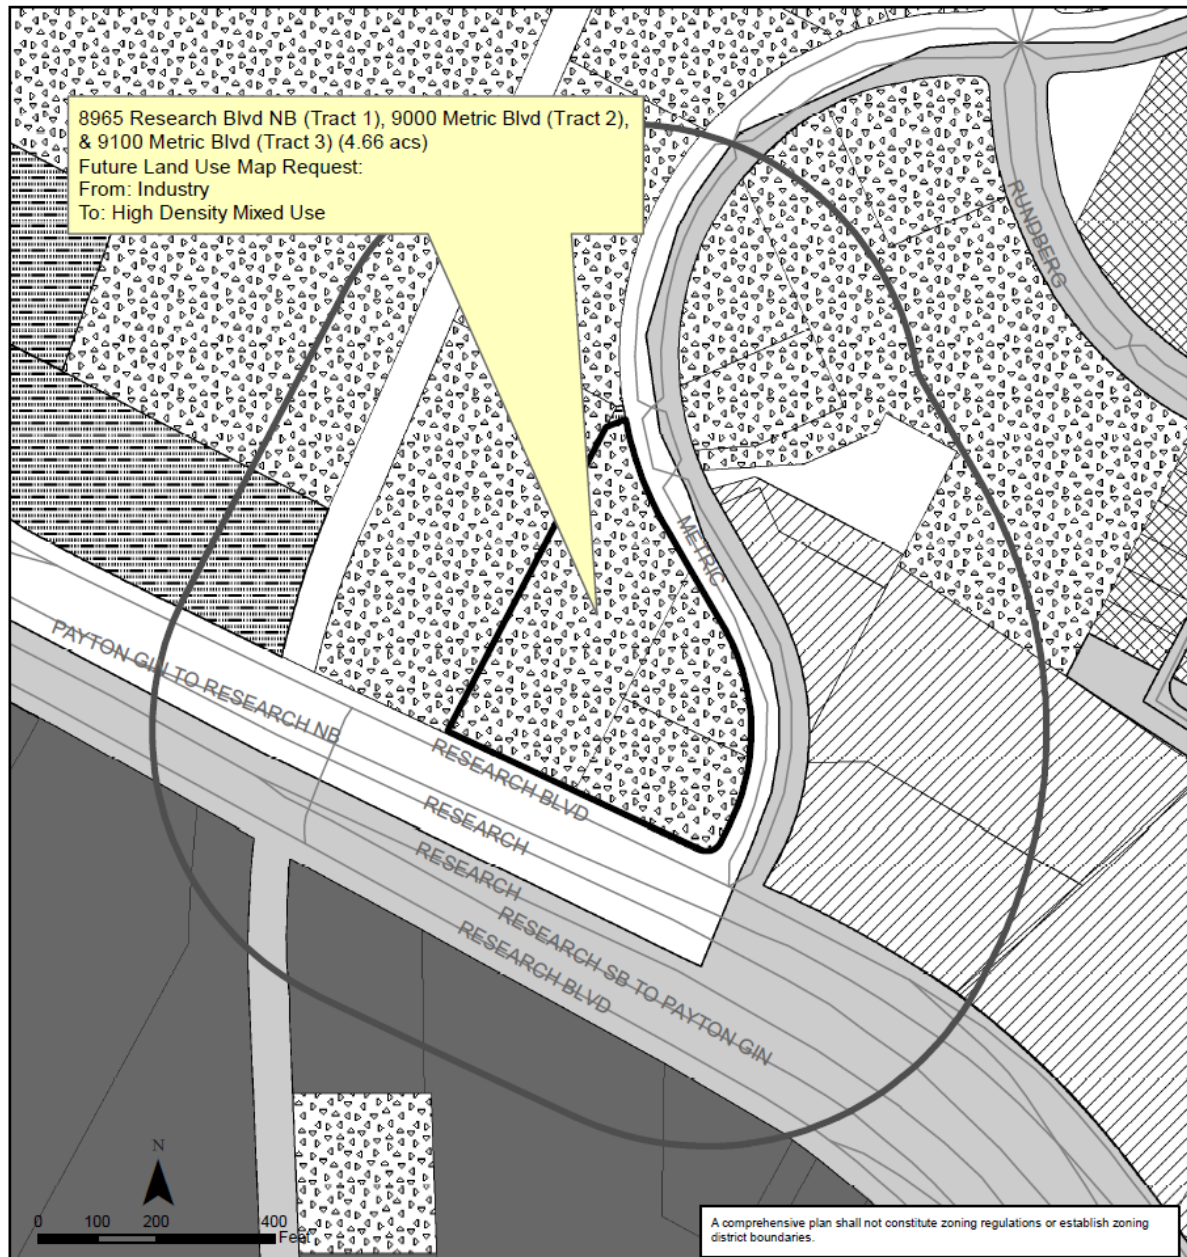 8965 Research Blvd NB (Tract 1), 9000 Metric Blvd (Tract 2),
& 9100 Metric Blvd (Tract 3) (4.66 acs)
Future Land Use Map Request:
From: Industry
To: High Density Mixed Use
RUNDBERG
METRIC
PAYTON GIN TO RESEARCH NB
RESEARCH BLVD
RESEARCH
RESEARCH
RESEARCH SB TO PAYTON GIN
RESEARCH BLVD
N
0 100 200 400
Feet
A comprehensive plan shall not constitute zoning regulations or establish zoning
district boundaries.